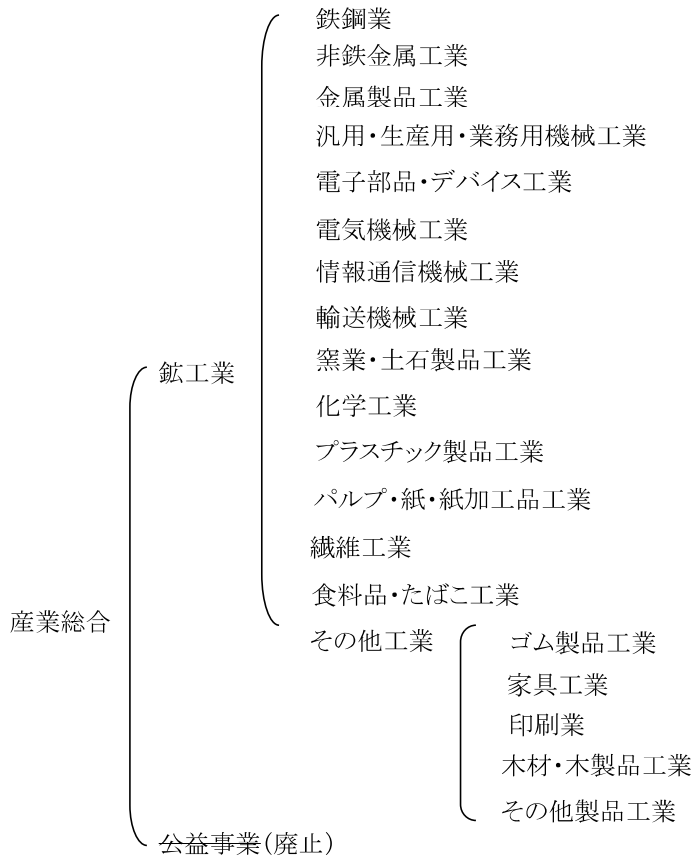 鉄鋼業
非鉄金属工業
金属製品工業
汎用・生産用・業務用機械工業
電子部品・デバイス工業
電気機械工業
情報通信機械工業
輸送機械工業
窯業・土石製品工業
鉱工業
化学工業
プラスチック製品工業
パルプ・紙・紙加工品工業
繊維工業
食料品・たばこ工業
産業総合
その他工業
ゴム製品工業
家具工業
印刷業
木材・木製品工業
その他製品工業
公益事業(廃止)